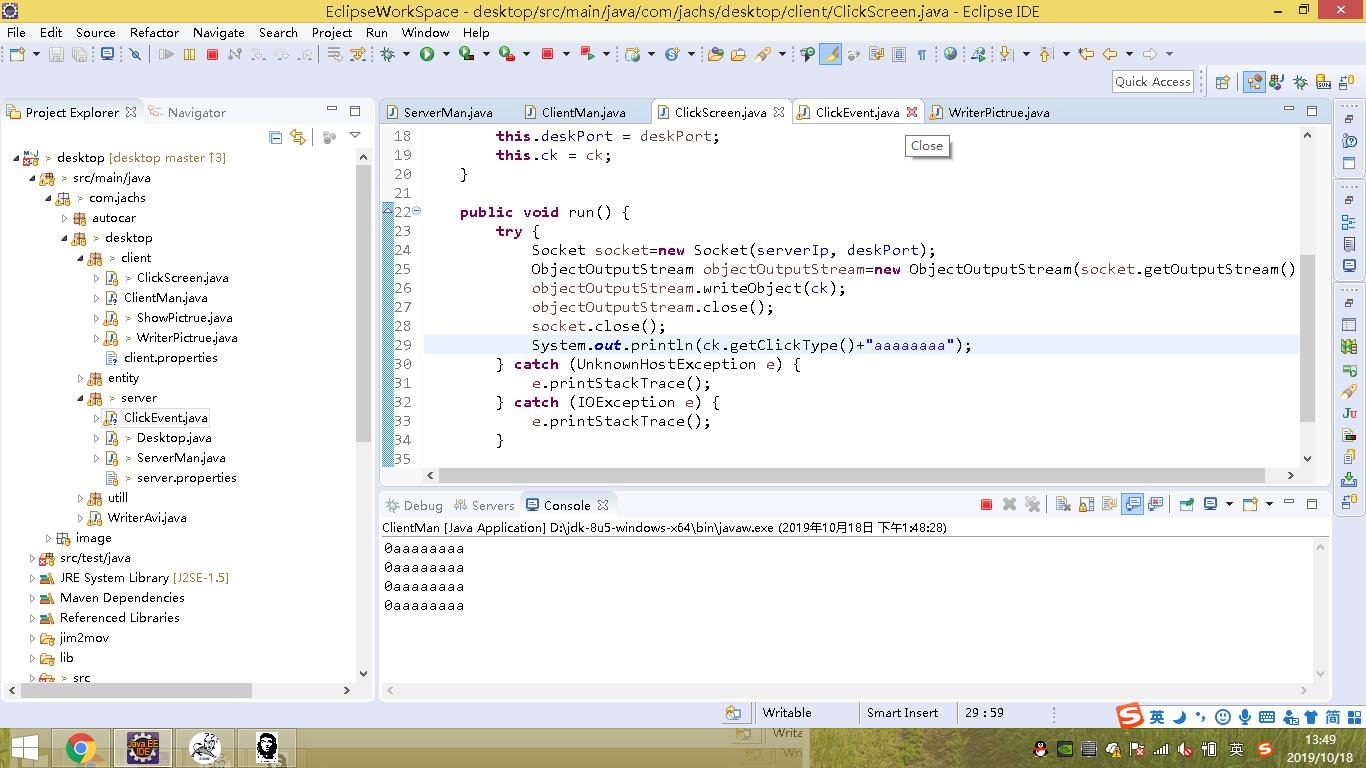 EclipseWorkSpace - desktop/src/main/java/com/jachs/desktop/client/ClickScreen.java - Eclipse IDE
File Edit Source Refactor Navigate Search Project Run Window Help
Quick Access
Project Explorer Navigator
> desktop [desktop master ↑3]
> src/main/java
> com.jachs
autocar
> desktop
> client
> ClickScreen.java
ClientMan.java
> ShowPictrue.java
> WriterPictrue.java
client.properties
entity
> server
ClickEvent.java
> Desktop.java
> ServerMan.java
> server.properties
utill
WriterAvi.java
image
src/test/java
JRE System Library [J2SE-1.5]
Maven Dependencies
Referenced Libraries
jim2mov
lib
> src
ServerMan.java ClientMan.java ClickScreen.java ClickEvent.java WriterPictrue.java
Close
18 this.deskPort = deskPort;
19 this.ck = ck;
20 }
21
22 public void run() {
23 try {
24 Socket socket=new Socket(serverIp, deskPort);
25 ObjectOutputStream objectOutputStream=new ObjectOutputStream(socket.getOutputStream()
26 objectOutputStream.writeObject(ck);
27 objectOutputStream.close();
28 socket.close();
29 System.out.println(ck.getClickType()+"aaaaaaaa");
30 } catch (UnknownHostException e) {
31 e.printStackTrace();
32 } catch (IOException e) {
33 e.printStackTrace();
34 }
35
Debug Servers Console
ClientMan [Java Application] D:\jdk-8u5-windows-x64\bin\javaw.exe (2019年10月18日 下午1:48:28)
0aaaaaaaa
0aaaaaaaa
0aaaaaaaa
0aaaaaaaa
Writable Smart Insert 29 : 59
英 简
Java EE
IDE
英
13:49
2019/10/18